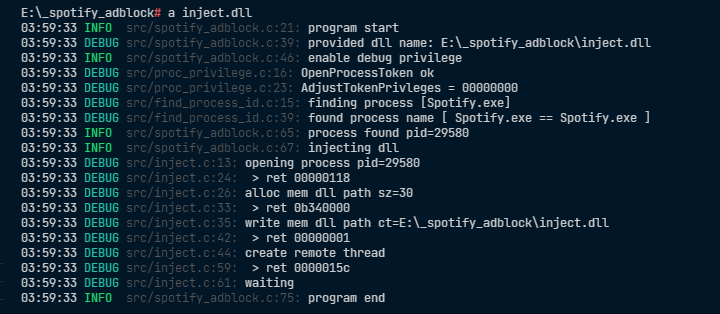 E:\_spotify_adblock# a inject.dll
03:59:33 INFO src/spotify_adblock.c:21: program start
03:59:33 DEBUG src/spotify_adblock.c:39: provided dll name: E:\_spotify_adblock\inject.dll
03:59:33 INFO src/spotify_adblock.c:46: enable debug privilege
03:59:33 DEBUG src/proc_privilege.c:16: OpenProcessToken ok
03:59:33 DEBUG src/proc_privilege.c:23: AdjustTokenPrivleges = 00000000
03:59:33 DEBUG src/find_process_id.c:15: finding process [Spotify.exe]
03:59:33 DEBUG src/find_process_id.c:39: found process name [ Spotify.exe == Spotify.exe ]
03:59:33 INFO src/spotify_adblock.c:65: process found pid=29580
03:59:33 INFO src/spotify_adblock.c:67: injecting dll
03:59:33 DEBUG src/inject.c:13: opening process pid=29580
03:59:33 DEBUG src/inject.c:24: > ret 00000118
03:59:33 DEBUG src/inject.c:26: alloc mem dll path sz=30
03:59:33 DEBUG src/inject.c:33: > ret 0b340000
03:59:33 DEBUG src/inject.c:35: write mem dll path ct=E:\_spotify_adblock\inject.dll
03:59:33 DEBUG src/inject.c:42: > ret 00000001
03:59:33 DEBUG src/inject.c:44: create remote thread
03:59:33 DEBUG src/inject.c:59: > ret 0000015c
03:59:33 DEBUG src/inject.c:61: waiting
03:59:33 INFO src/spotify_adblock.c:75: program end